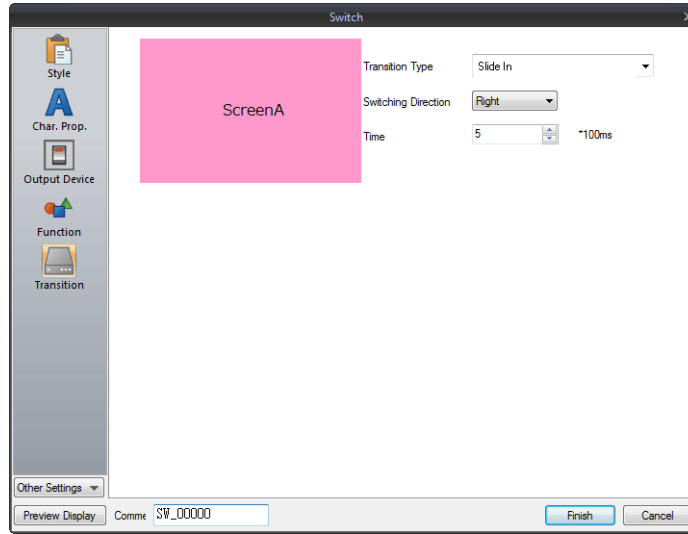 Switch
Style
Char. Prop.
Output Device
Function
Transition
ScreenA
Transition Type Slide In
Switching Direction Right
Time 5 *100ms
Other Settings
Preview Display Comme SW_00000 Finish Cancel